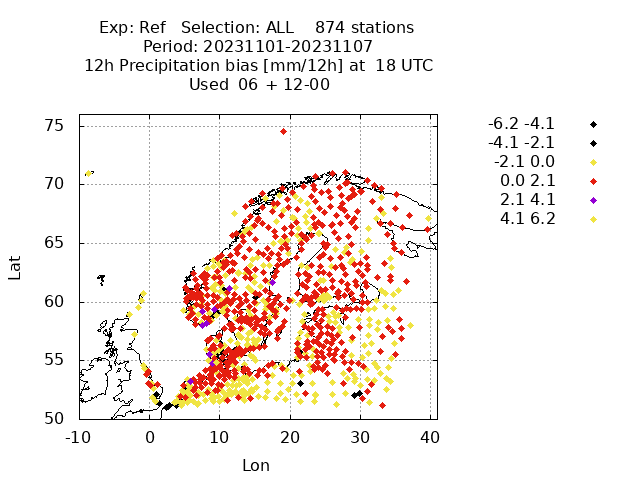 Exp: Ref   Selection: ALL    874 stations
Period: 20231101-20231107
12h Precipitation bias [mm/12h] at  18 UTC
Used  06 + 12-00
75
70
65
60
55
50
Lat
-10 0 10 20 30 40
Lon
-6.2 -4.1
-4.1 -2.1
-2.1 0.0
0.0 2.1
2.1 4.1
4.1 6.2